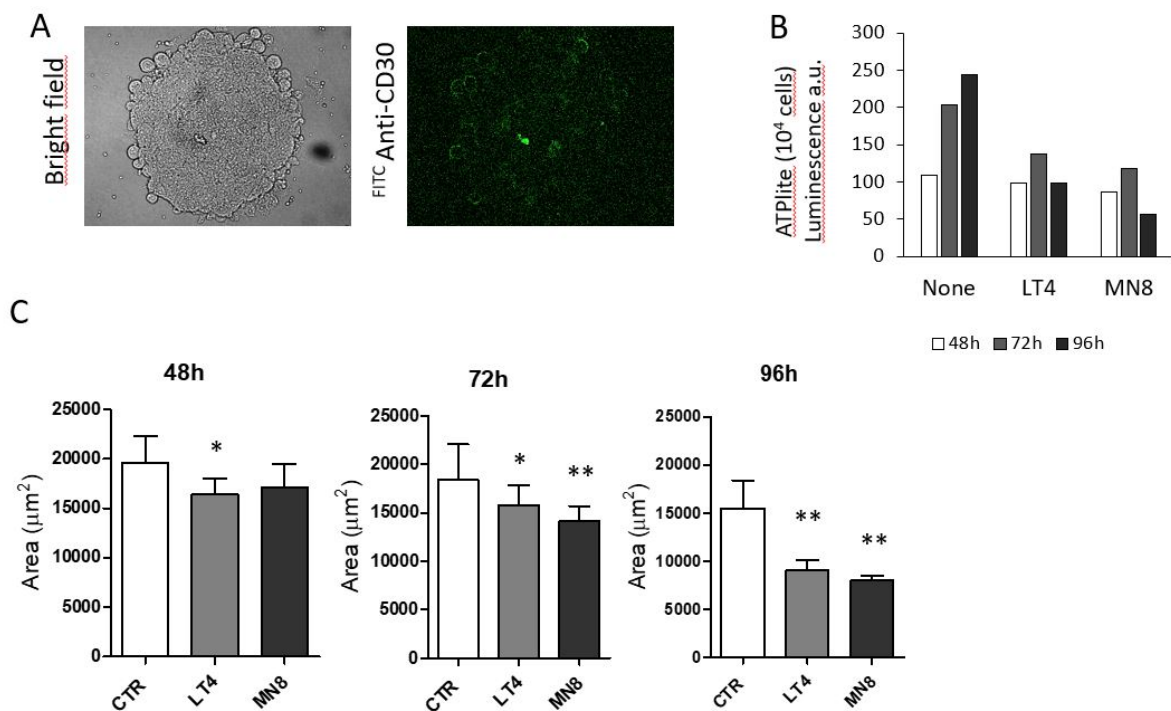 A
Bright field
FITC Anti-CD30
B
ATPlite (10⁴ cells)
Luminescence a.u.
300
250
200
150
100
50
0
None LT4 MN8
48h 72h 96h
C
48h
Area (μm²)
25000
20000
15000
10000
5000
0
*
CTR LT4 MN8
72h
Area (μm²)
25000
20000
15000
10000
5000
0
* **
CTR LT4 MN8
96h
Area (μm²)
25000
20000
15000
10000
5000
0
** **
CTR LT4 MN8